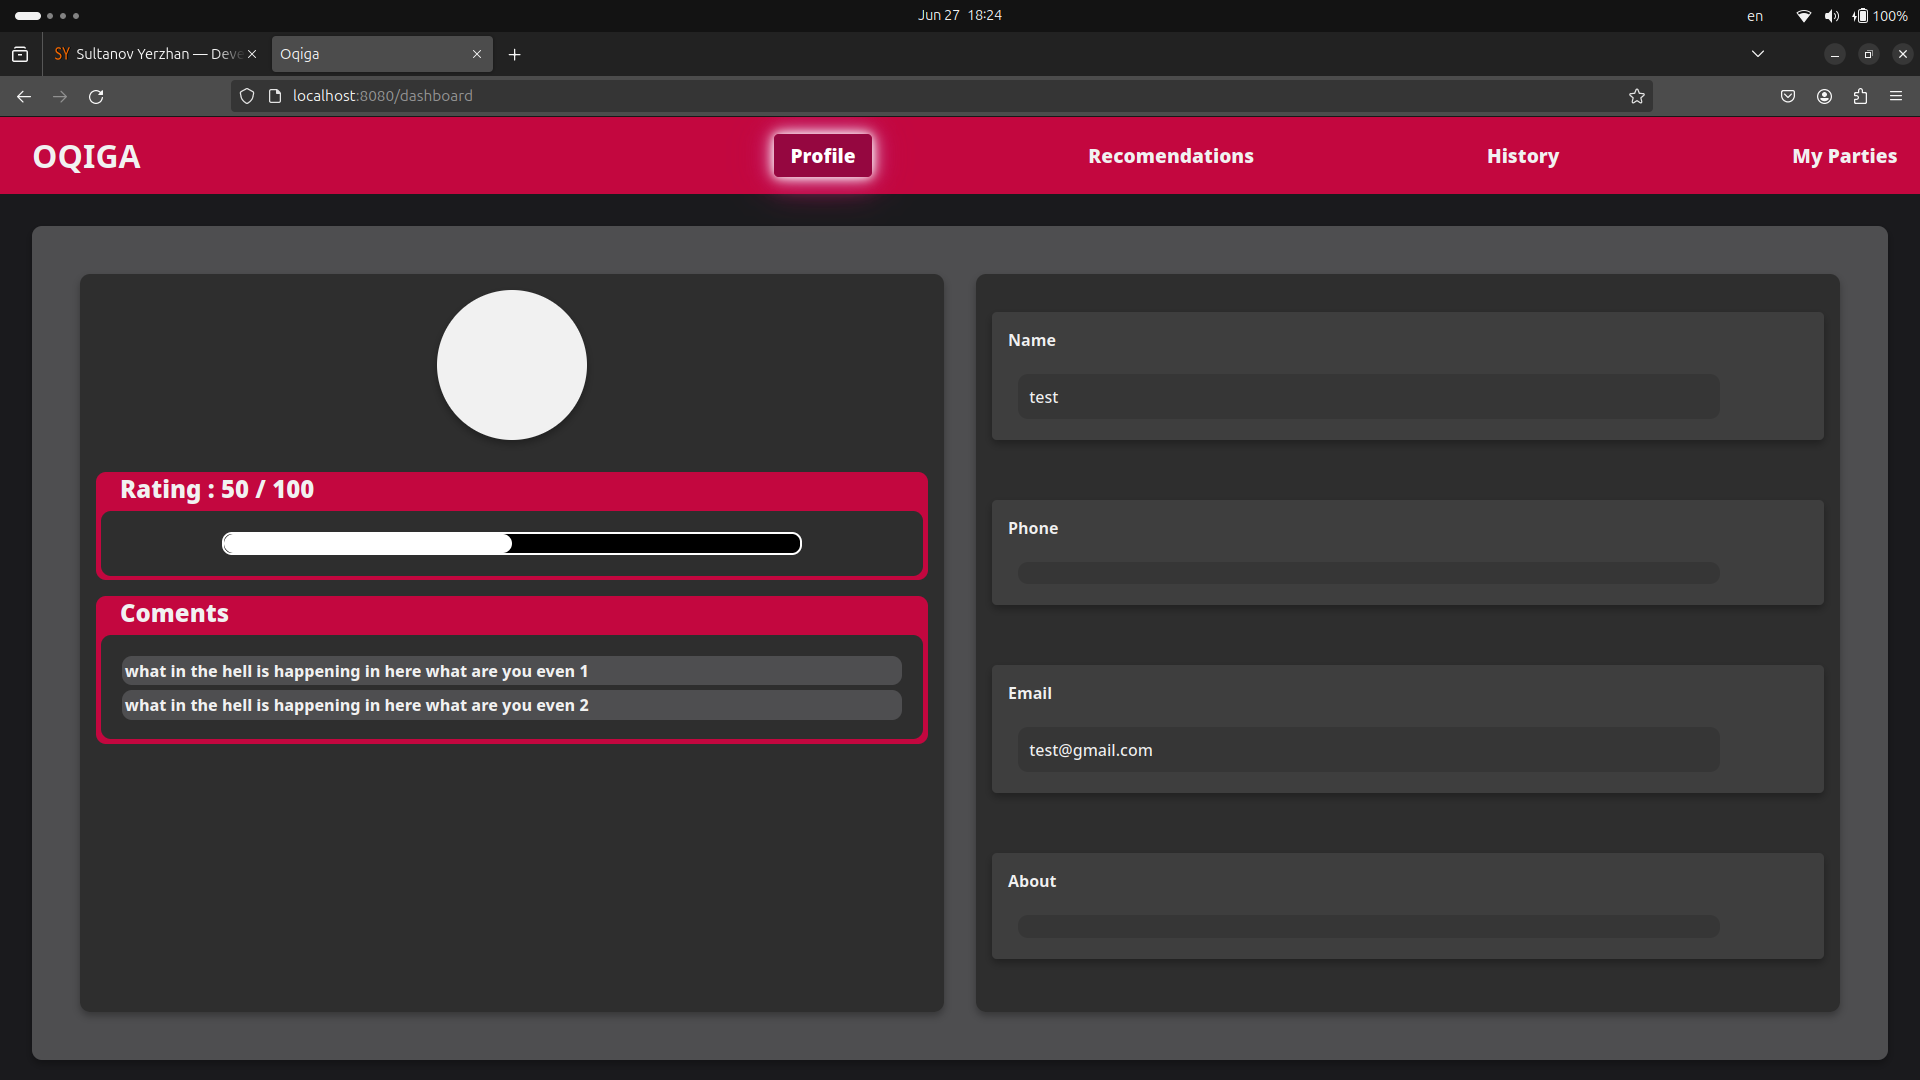 Jun 27 18:24
en
100%
SY Sultanov Yerzhan — Deve
Oqiga
localhost:8080/dashboard
OQIGA
Profile
Recomendations
History
My Parties
Rating : 50 / 100
Coments
what in the hell is happening in here what are you even 1
what in the hell is happening in here what are you even 2
Name
test
Phone
Email
test@gmail.com
About